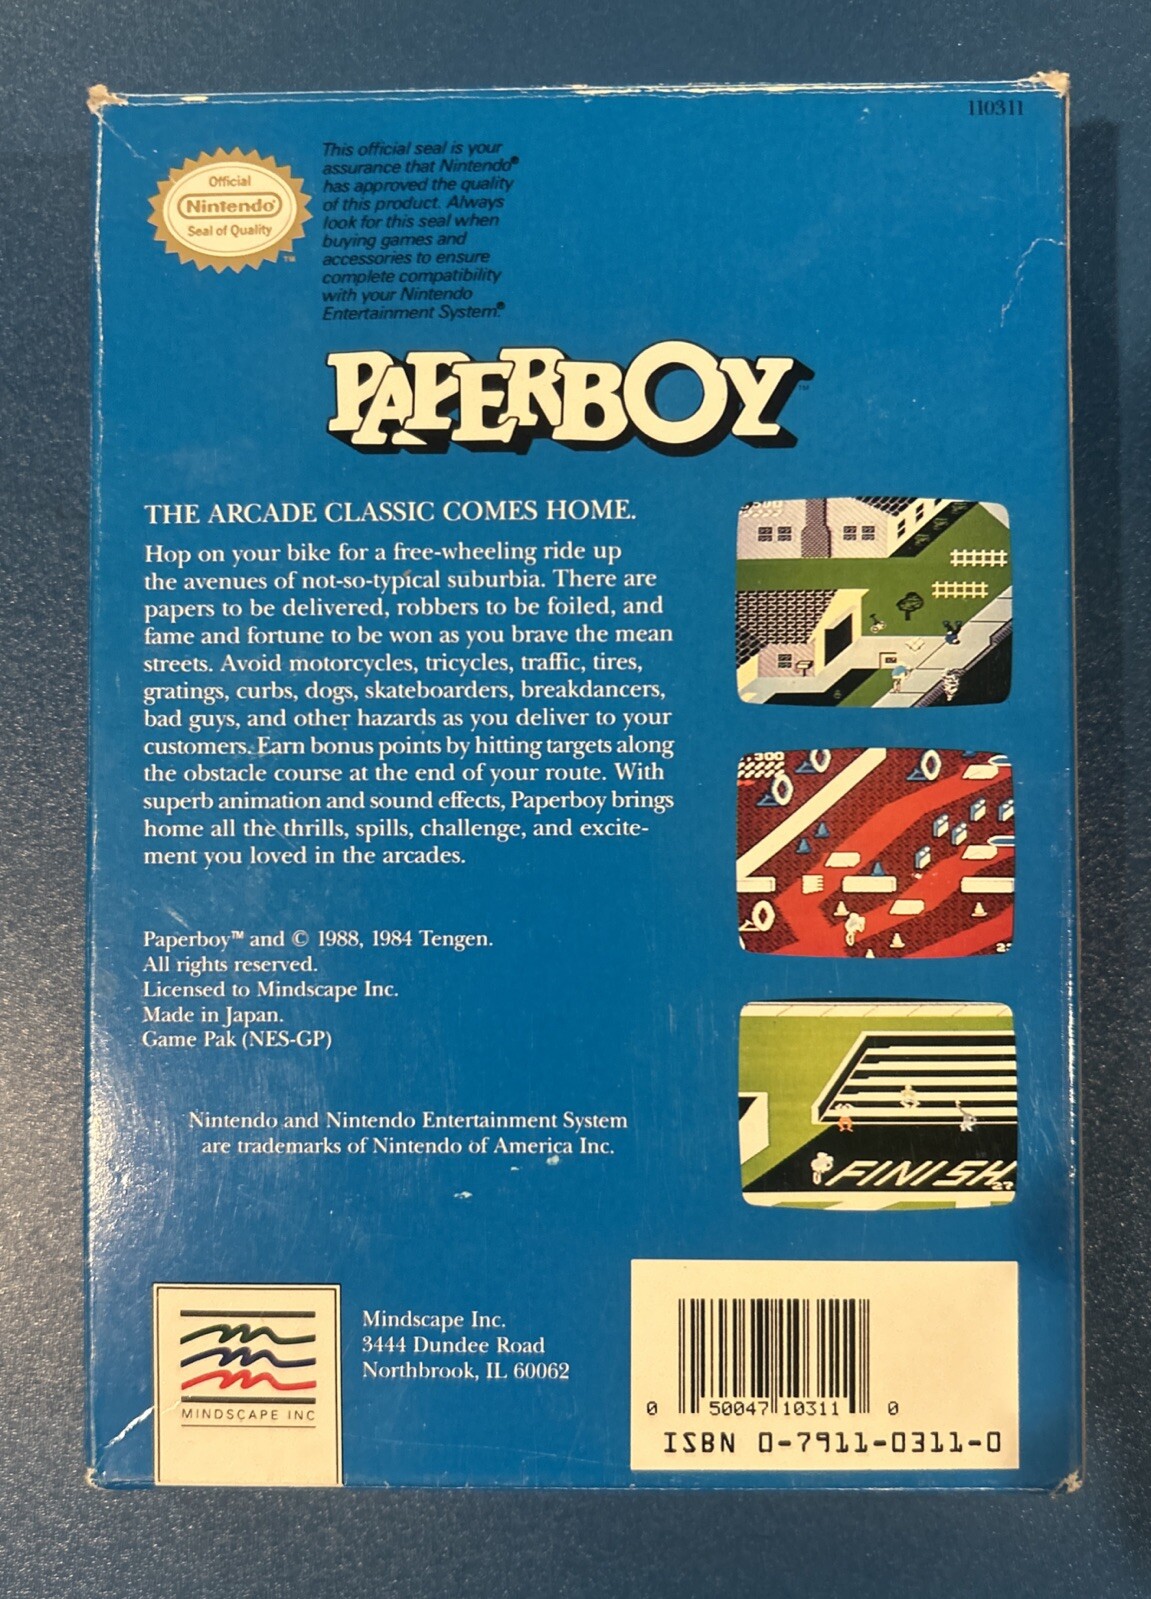 110311
Official
Nintendo®
Seal of Quality
TM
This official seal is your
assurance that Nintendo®
has approved the quality
of this product. Always
look for this seal when
buying games and
accessories to ensure
complete compatibility
with your Nintendo
Entertainment System®.
PAPERBOY™
THE ARCADE CLASSIC COMES HOME.
Hop on your bike for a free-wheeling ride up
the avenues of not-so-typical suburbia. There are
papers to be delivered, robbers to be foiled, and
fame and fortune to be won as you brave the mean
streets. Avoid motorcycles, tricycles, traffic, tires,
gratings, curbs, dogs, skateboarders, breakdancers,
bad guys, and other hazards as you deliver to your
customers. Earn bonus points by hitting targets along
the obstacle course at the end of your route. With
superb animation and sound effects, Paperboy brings
home all the thrills, spills, challenge, and excite-
ment you loved in the arcades.
300
FINISH
27
Paperboy™ and © 1988, 1984 Tengen.
All rights reserved.
Licensed to Mindscape Inc.
Made in Japan.
Game Pak (NES-GP)
Nintendo and Nintendo Entertainment System
are trademarks of Nintendo of America Inc.
MINDSCAPE INC
Mindscape Inc.
3444 Dundee Road
Northbrook, IL 60062
0 50047 10311 0
ISBN 0-7911-0311-0